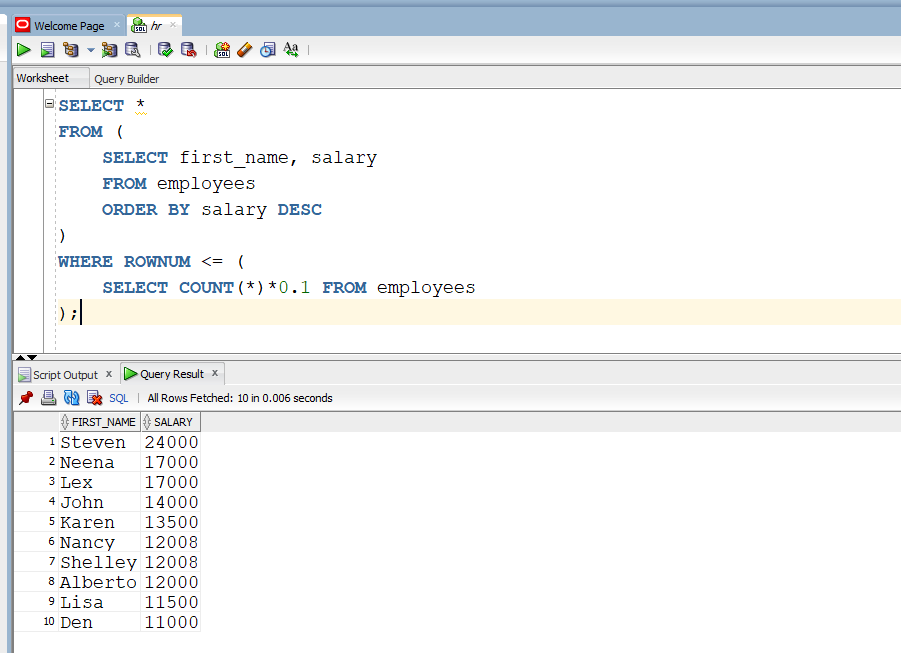 Welcome Page × hr ×
Aa
Worksheet Query Builder
SELECT *
FROM (
SELECT first_name, salary
FROM employees
ORDER BY salary DESC
)
WHERE ROWNUM <= (
SELECT COUNT(*)*0.1 FROM employees
);
Script Output × Query Result ×
SQL | All Rows Fetched: 10 in 0.006 seconds
FIRST_NAME SALARY
1 Steven 24000
2 Neena 17000
3 Lex 17000
4 John 14000
5 Karen 13500
6 Nancy 12008
7 Shelley 12008
8 Alberto 12000
9 Lisa 11500
10 Den 11000